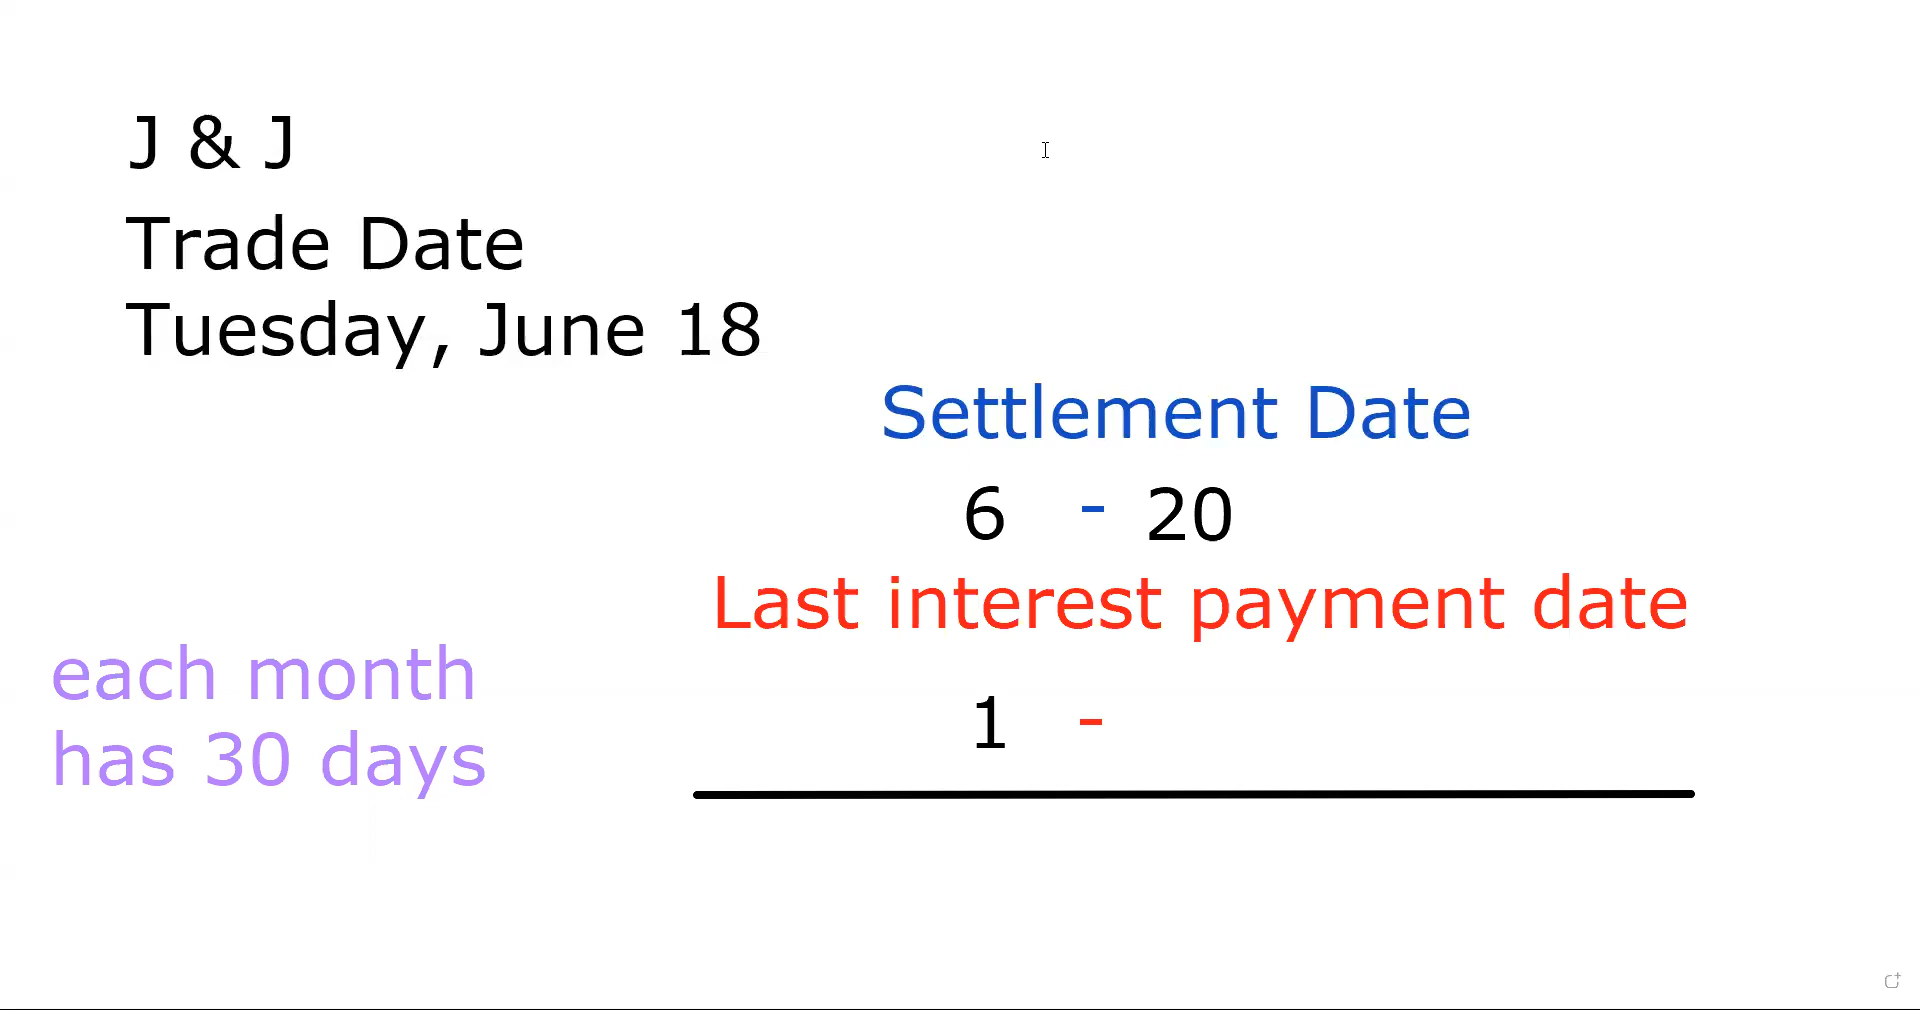 J & J
Trade Date
Tuesday, June 18
Settlement Date
6 - 20
Last interest payment date
1 -
each month
has 30 days